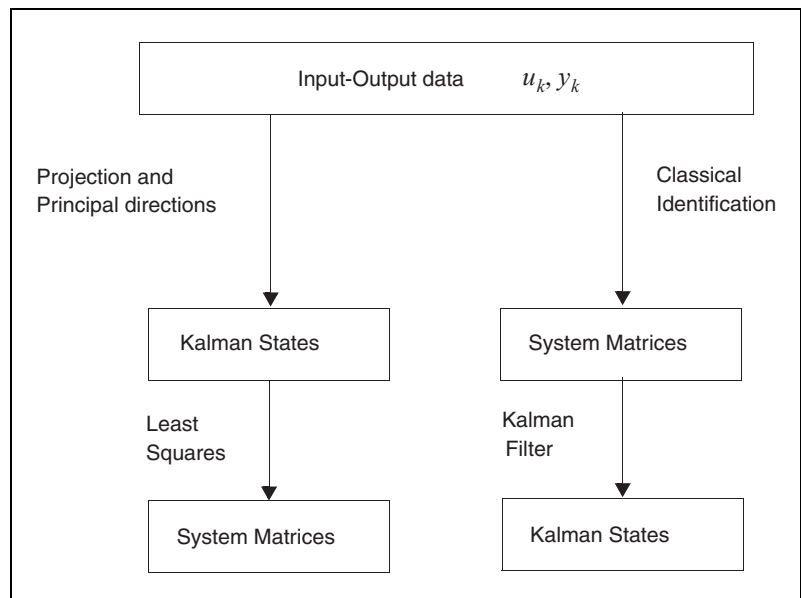 Input-Output data u_k, y_k
Projection and
Principal directions
Classical
Identification
Kalman States
System Matrices
Least
Squares
Kalman
Filter
System Matrices
Kalman States